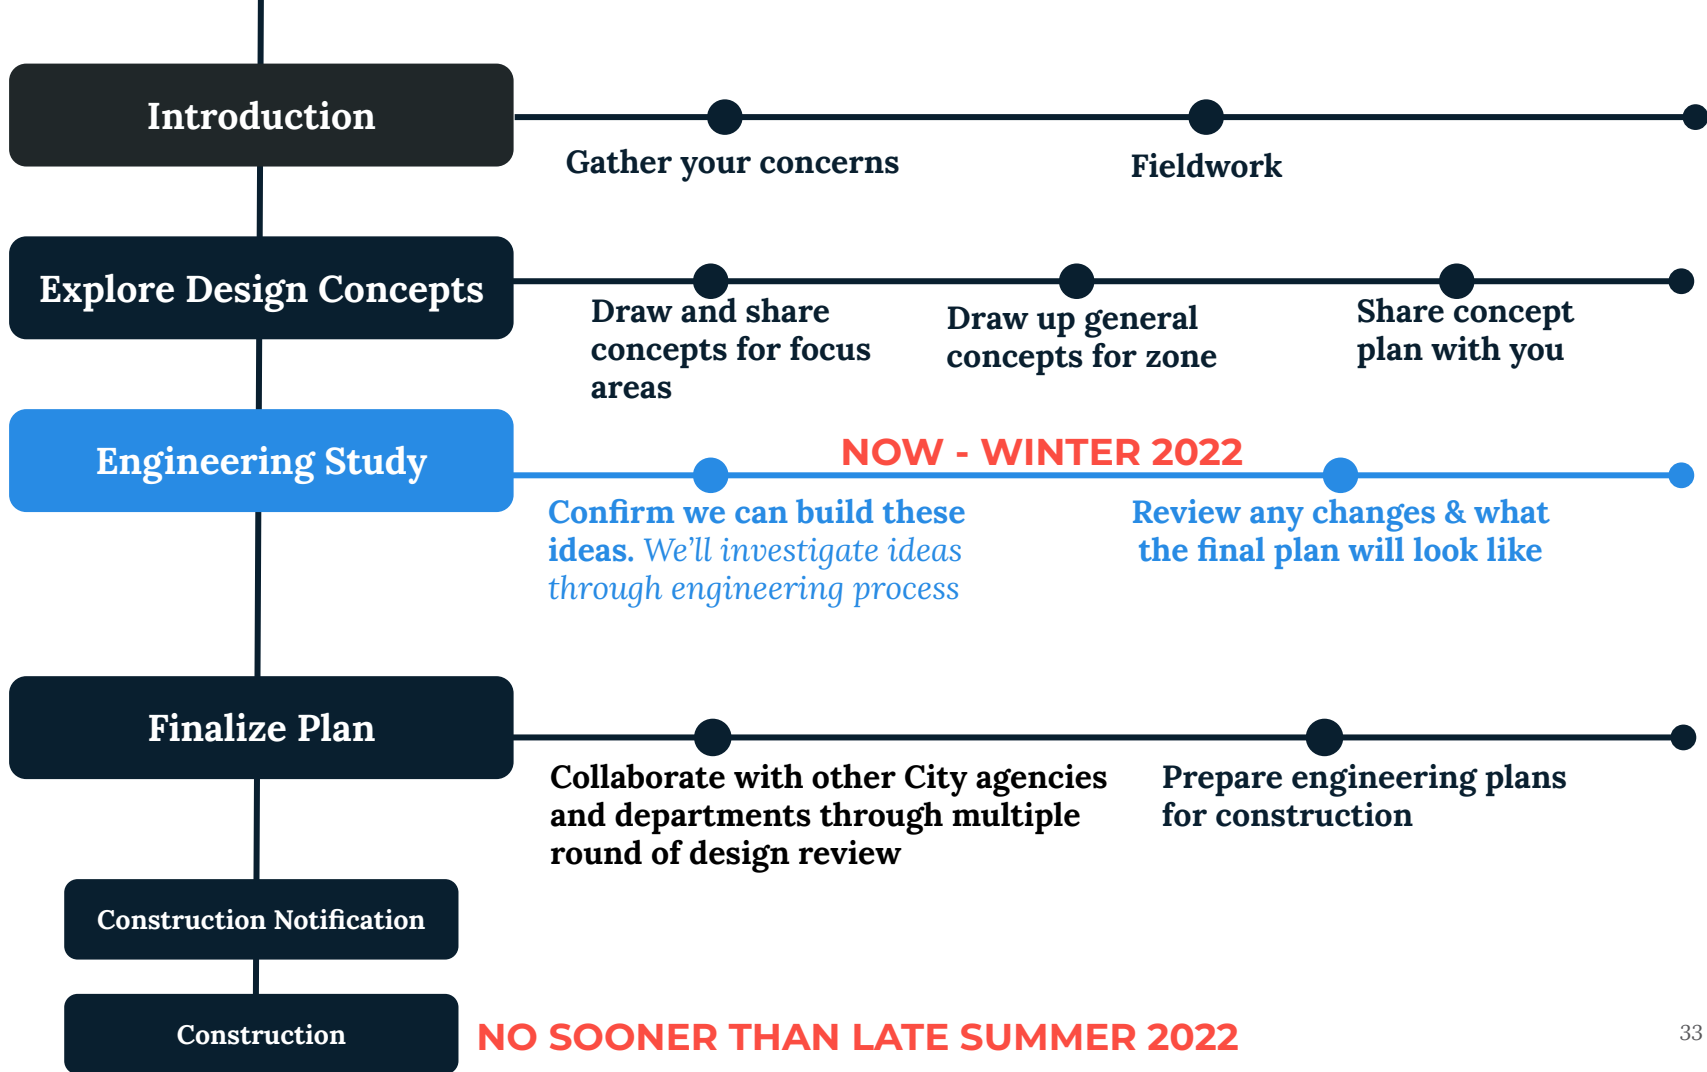 Introduction
Gather your concerns
Fieldwork
Explore Design Concepts
Draw and share
concepts for focus
areas
Draw up general
concepts for zone
Share concept
plan with you
Engineering Study
NOW - WINTER 2022
Confirm we can build these
ideas. We’ll investigate ideas
through engineering process
Review any changes & what
the final plan will look like
Finalize Plan
Collaborate with other City agencies
and departments through multiple
round of design review
Prepare engineering plans
for construction
Construction Notification
Construction
NO SOONER THAN LATE SUMMER 2022
33